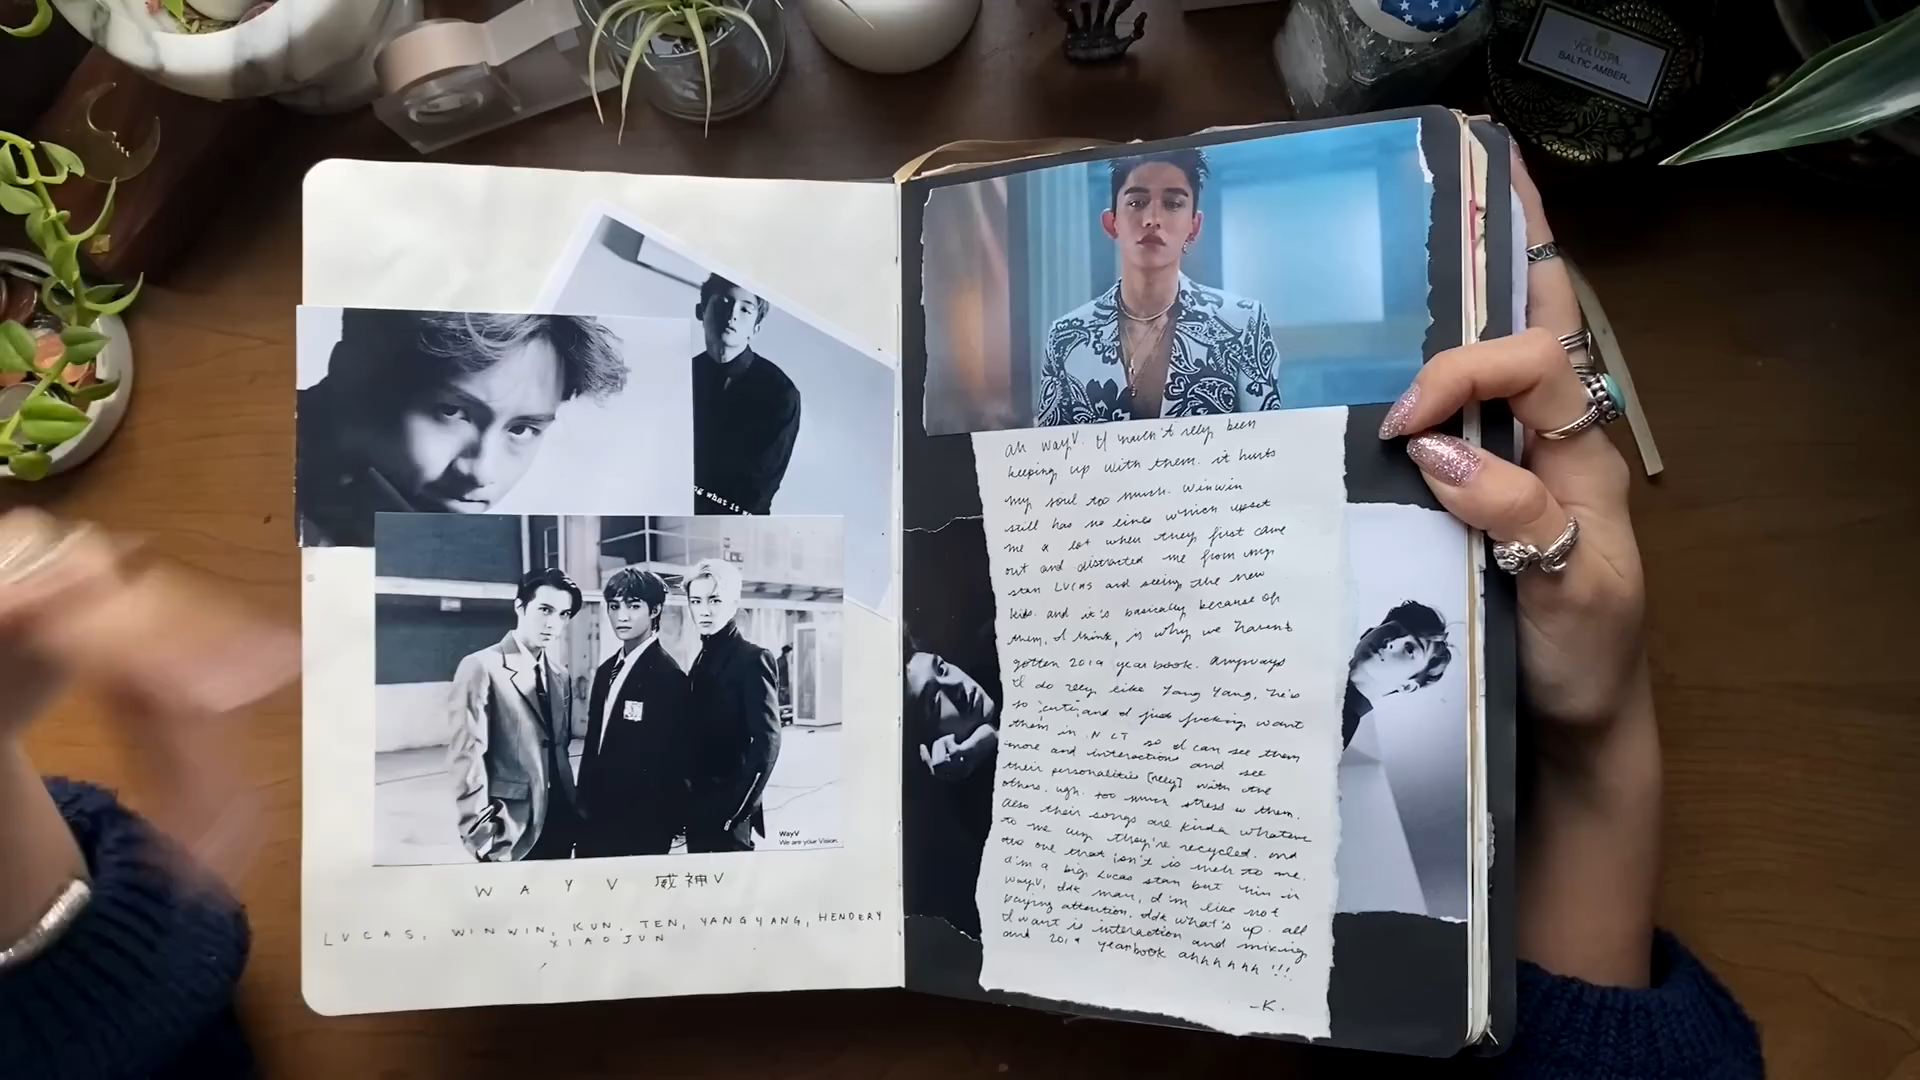 VOLUSPA
BALTIC AMBER
ng what it w
WayV
We are your Vision
W A Y V 威神V
LUCAS, WINWIN, KUN, TEN, YANGYANG, HENDERY
XIAOJUN
ah WayV. I haven't rlly been
keeping up with them. it hurts
my soul too much. Winwin
still has no lines which upset
me a lot when they first came
out and distracted me from my
stan LUCAS and seeing the new
kids. and it's basically because of
them, I think, is why we haven't
gotten 2019 year book. Anyways
I do rlly like Yang Yang, he's
so cute and I just fucking want
them in NCT so I can see them
more and interactions and see
their personalities [rlly] with the
others. ugh. too much stress w them.
Also their songs are kinda whatever
to me cuz they're recycled. and
the one that isn't is meh to me.
I'm a big Lucas stan but him in
WayV, idk man, I'm like not
paying attention. idk what's up. all
I want is interaction and mixing
and 2019 yearbook ahhhhhh !!!
-K.